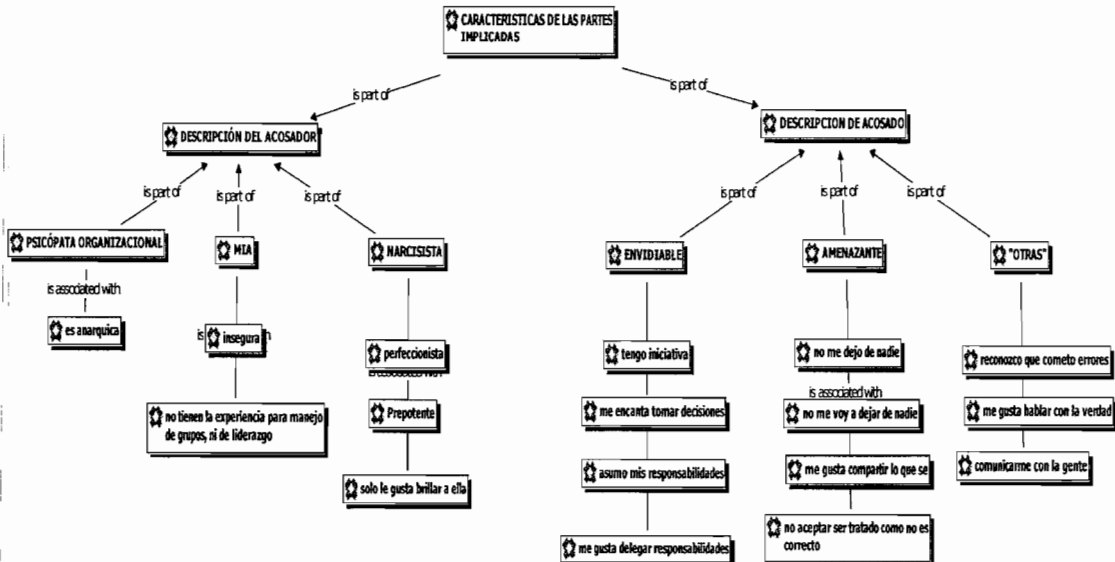 CARACTERISTICAS DE LAS PARTES
IMPLICADAS
is part of
is part of
DESCRIPCIÓN DEL ACOSADOR
DESCRIPCION DE ACOSADO
is part of
is part of
is part of
is part of
is part of
is part of
PSICÓPATA ORGANIZACIONAL
MIA
NARCISISTA
ENVIDIABLE
AMENAZANTE
"OTRAS"
is associated with
es anarquica
insegura
perfeccionista
tengo iniciativa
no me dejo de nadie
reconozco que cometo errores
is associated with
no tienen la experiencia para manejo
de grupos, ni de liderazgo
Prepotente
me encanta tomar decisiones
no me voy a dejar de nadie
me gusta hablar con la verdad
solo le gusta brillar a ella
asumo mis responsabilidades
me gusta compartir lo que se
comunicarme con la gente
me gusta delegar responsabilidades
no aceptar ser tratado como no es
correcto